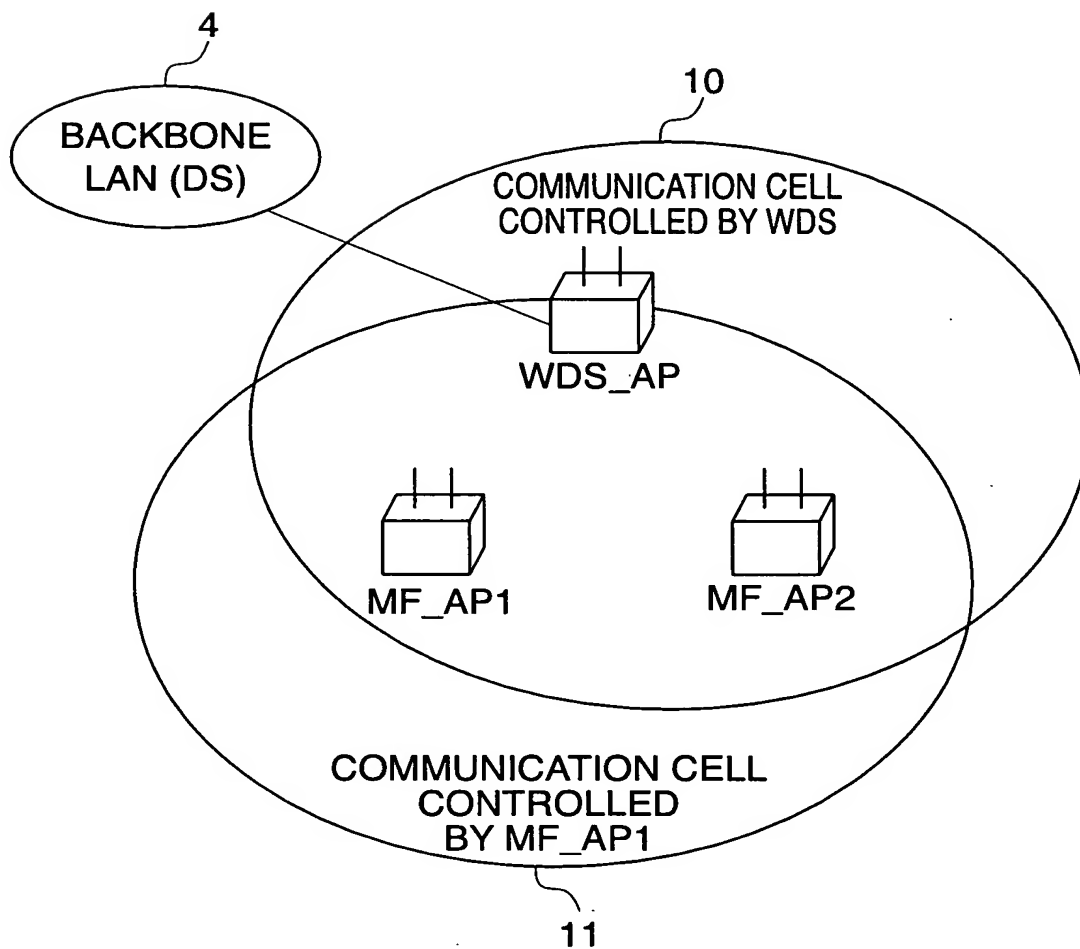 4
BACKBONE
LAN (DS)
10
COMMUNICATION CELL
CONTROLLED BY WDS
WDS_AP
MF_AP1
MF_AP2
COMMUNICATION CELL
CONTROLLED
BY MF_AP1
11